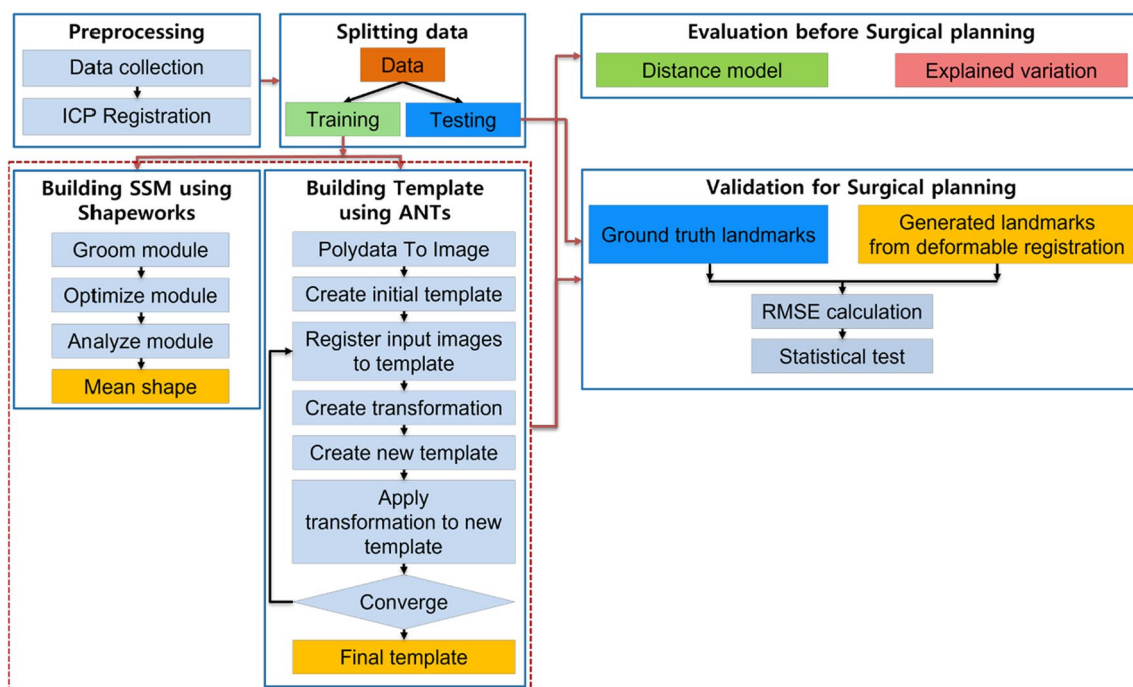 Preprocessing
Data collection
ICP Registration
Splitting data
Data
Training
Testing
Evaluation before Surgical planning
Distance model
Explained variation
Building SSM using
Shapeworks
Groom module
Optimize module
Analyze module
Mean shape
Building Template
using ANTs
Polydata To Image
Create initial template
Register input images
to template
Create transformation
Create new template
Apply
transformation to new
template
Converge
Final template
Validation for Surgical planning
Ground truth landmarks
Generated landmarks
from deformable registration
RMSE calculation
Statistical test